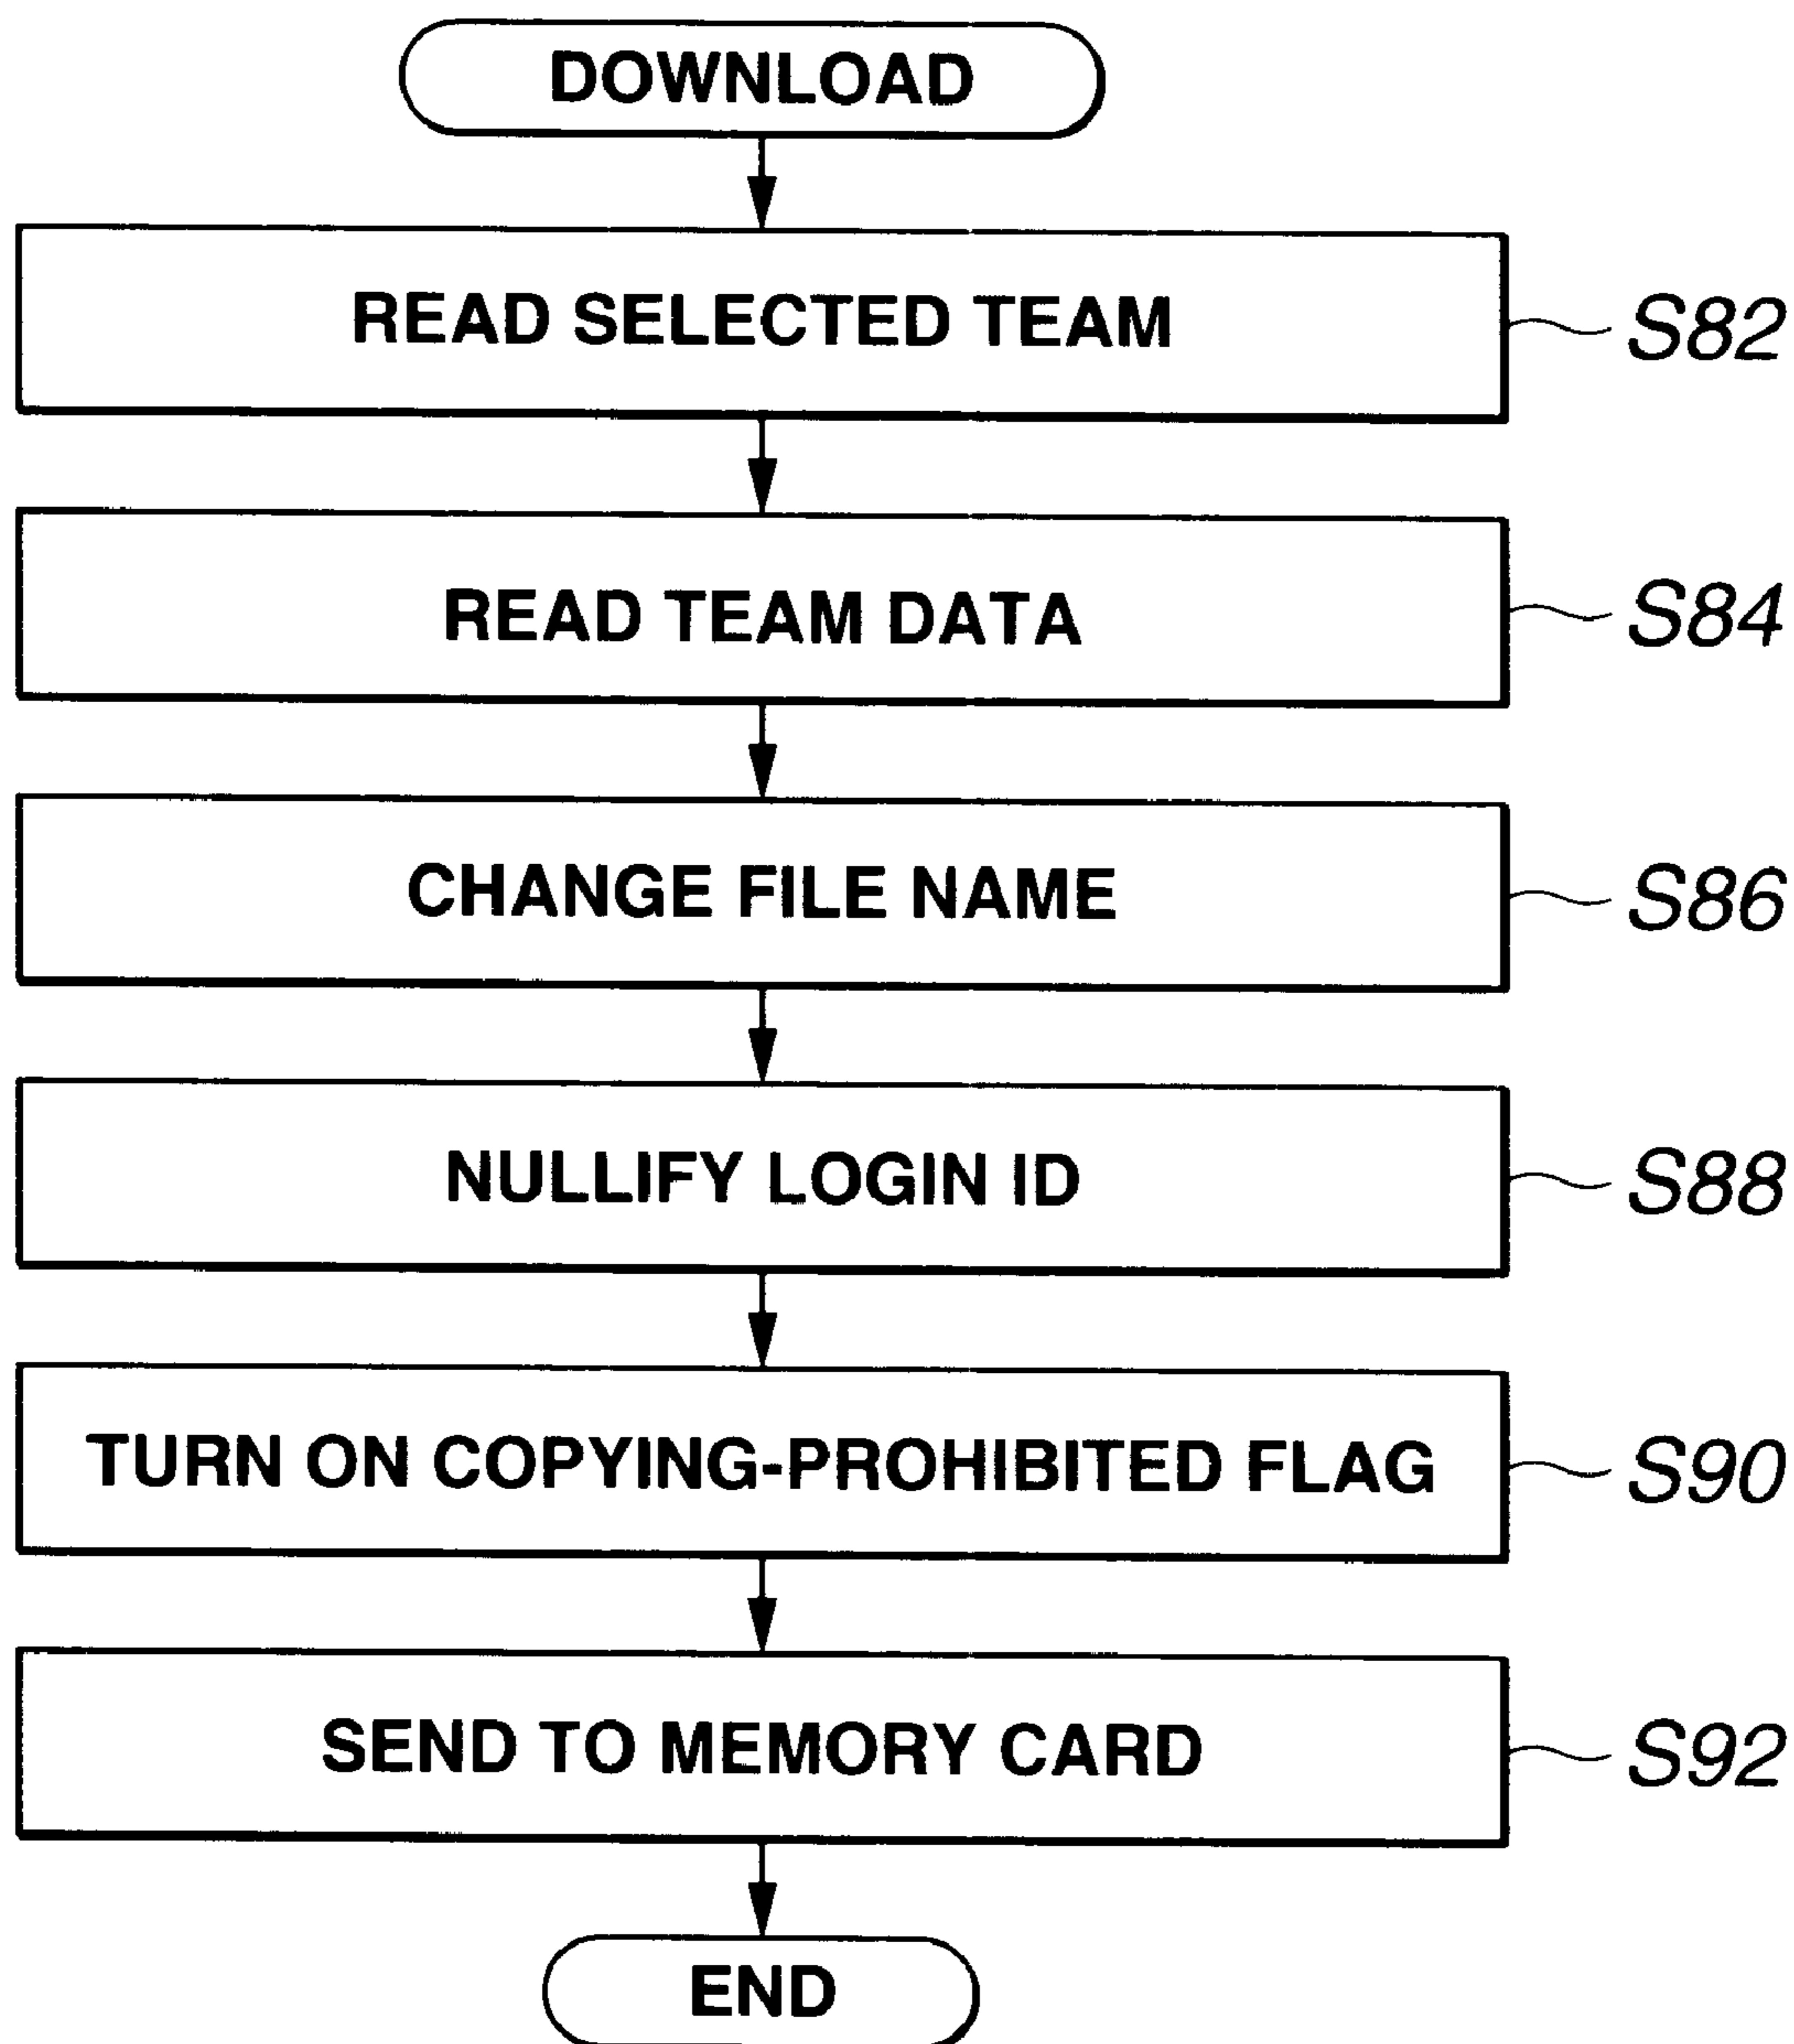 DOWNLOAD
READ SELECTED TEAM
S82
READ TEAM DATA
S84
CHANGE FILE NAME
S86
NULLIFY LOGIN ID
S88
TURN ON COPYING-PROHIBITED FLAG
S90
SEND TO MEMORY CARD
S92
END